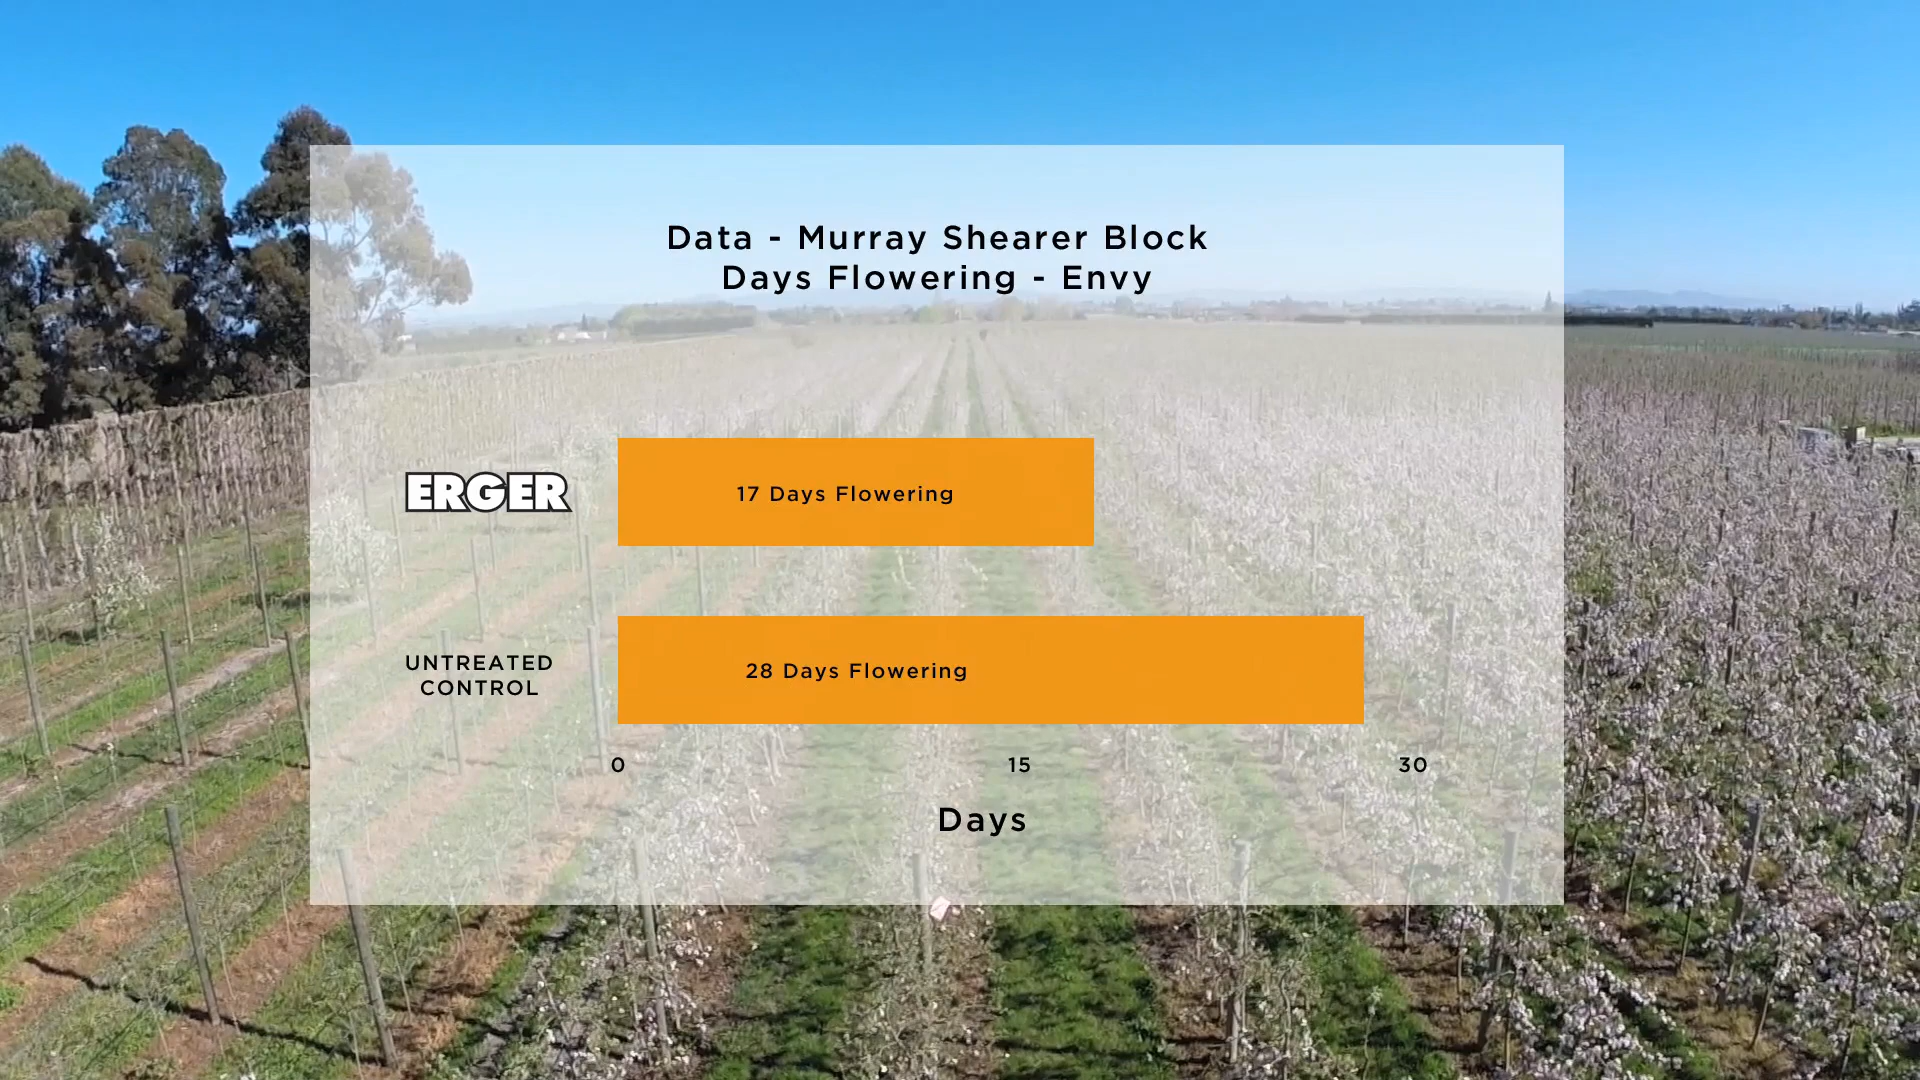 Data - Murray Shearer Block
Days Flowering - Envy
ERGER
17 Days Flowering
UNTREATED
CONTROL
28 Days Flowering
0 15 30
Days